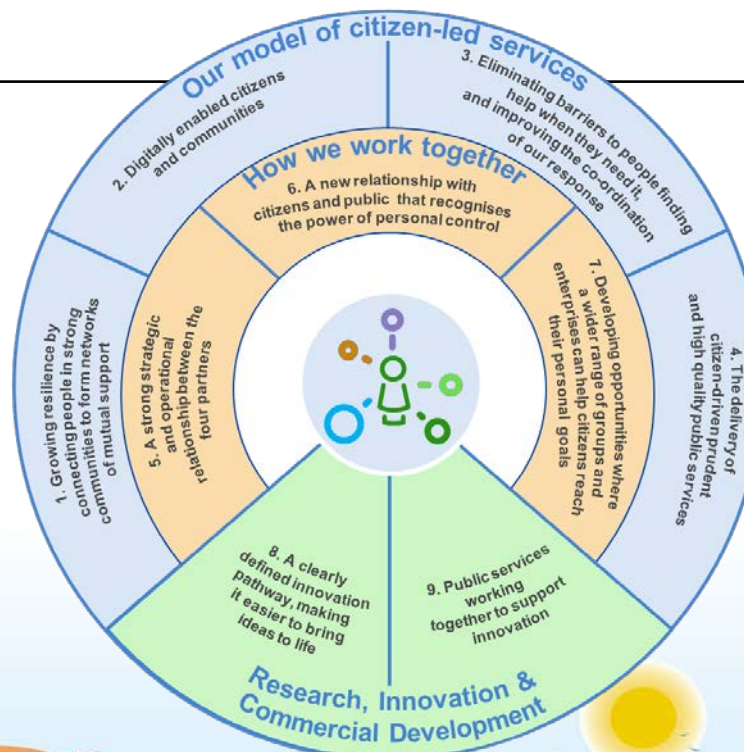 Our model of citizen-led services
1. Growing resilience by
connecting people in strong
communities to form networks
of mutual support
2. Digitally enabled citizens
and communities
3. Eliminating barriers to people finding
help when they need it,
and improving the co-ordination
of our response
4. The delivery of
citizen-driven prudent
and high quality public services
How we work together
5. A strong strategic
and operational
relationship between the
four partners
6. A new relationship with
citizens and public that recognises
the power of personal control
7. Developing opportunities where
a wider range of groups and
enterprises can help citizens reach
their personal goals
8. A clearly
defined innovation
pathway, making
it easier to bring
ideas to life
9. Public services
working
together to support
innovation
Research, Innovation &
Commercial Development